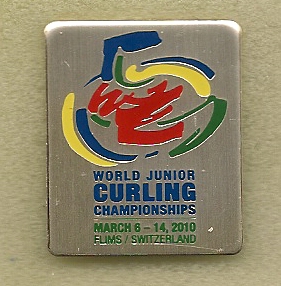 WORLD JUNIOR
CURLING
CHAMPIONSHIPS
MARCH 6 - 14, 2010
FLIMS / SWITZERLAND